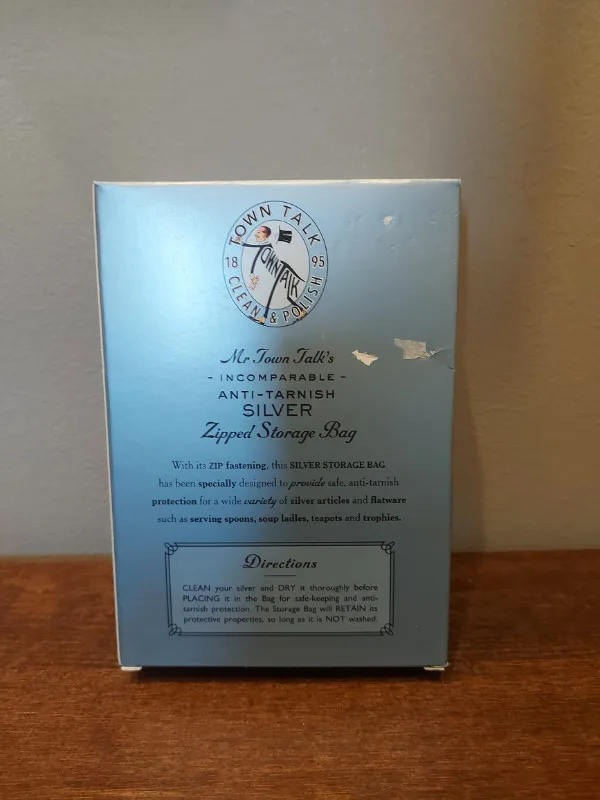 TOWN TALK
18 95
TOWN TALK
CLEAN & POLISH
Mr Town Talk's
- INCOMPARABLE -
ANTI-TARNISH
SILVER
Zipped Storage Bag
With its ZIP fastening, this SILVER STORAGE BAG
has been specially designed to provide safe, anti-tarnish
protection for a wide variety of silver articles and flatware
such as serving spoons, soup ladles, teapots and trophies.
Directions
CLEAN your silver and DRY it thoroughly before
PLACING it in the Bag for safe-keeping and anti-
tarnish protection. The Storage Bag will RETAIN its
protective properties, so long as it is NOT washed.